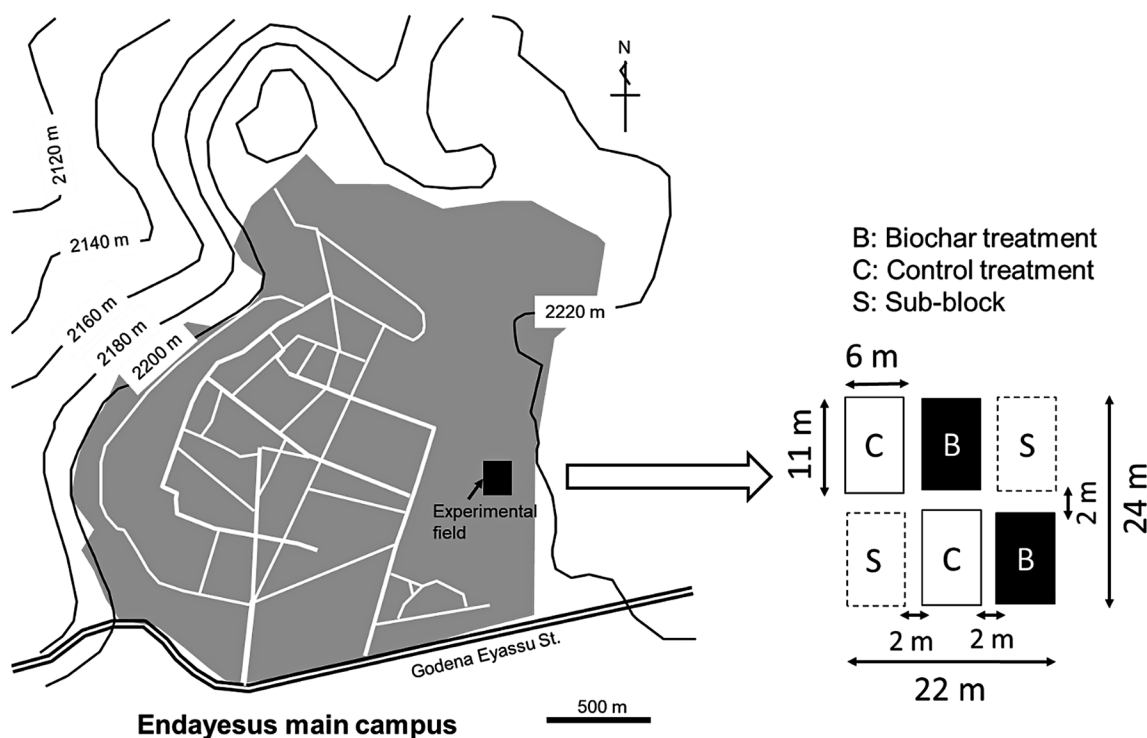 N
2120 m
2140 m
2160 m
2180 m
2200 m
2220 m
Experimental
field
Godena Eyassu St.
Endayesus main campus
500 m
B: Biochar treatment
C: Control treatment
S: Sub-block
6 m
11 m
C
B
S
2 m
24 m
S
C
B
2 m
2 m
22 m